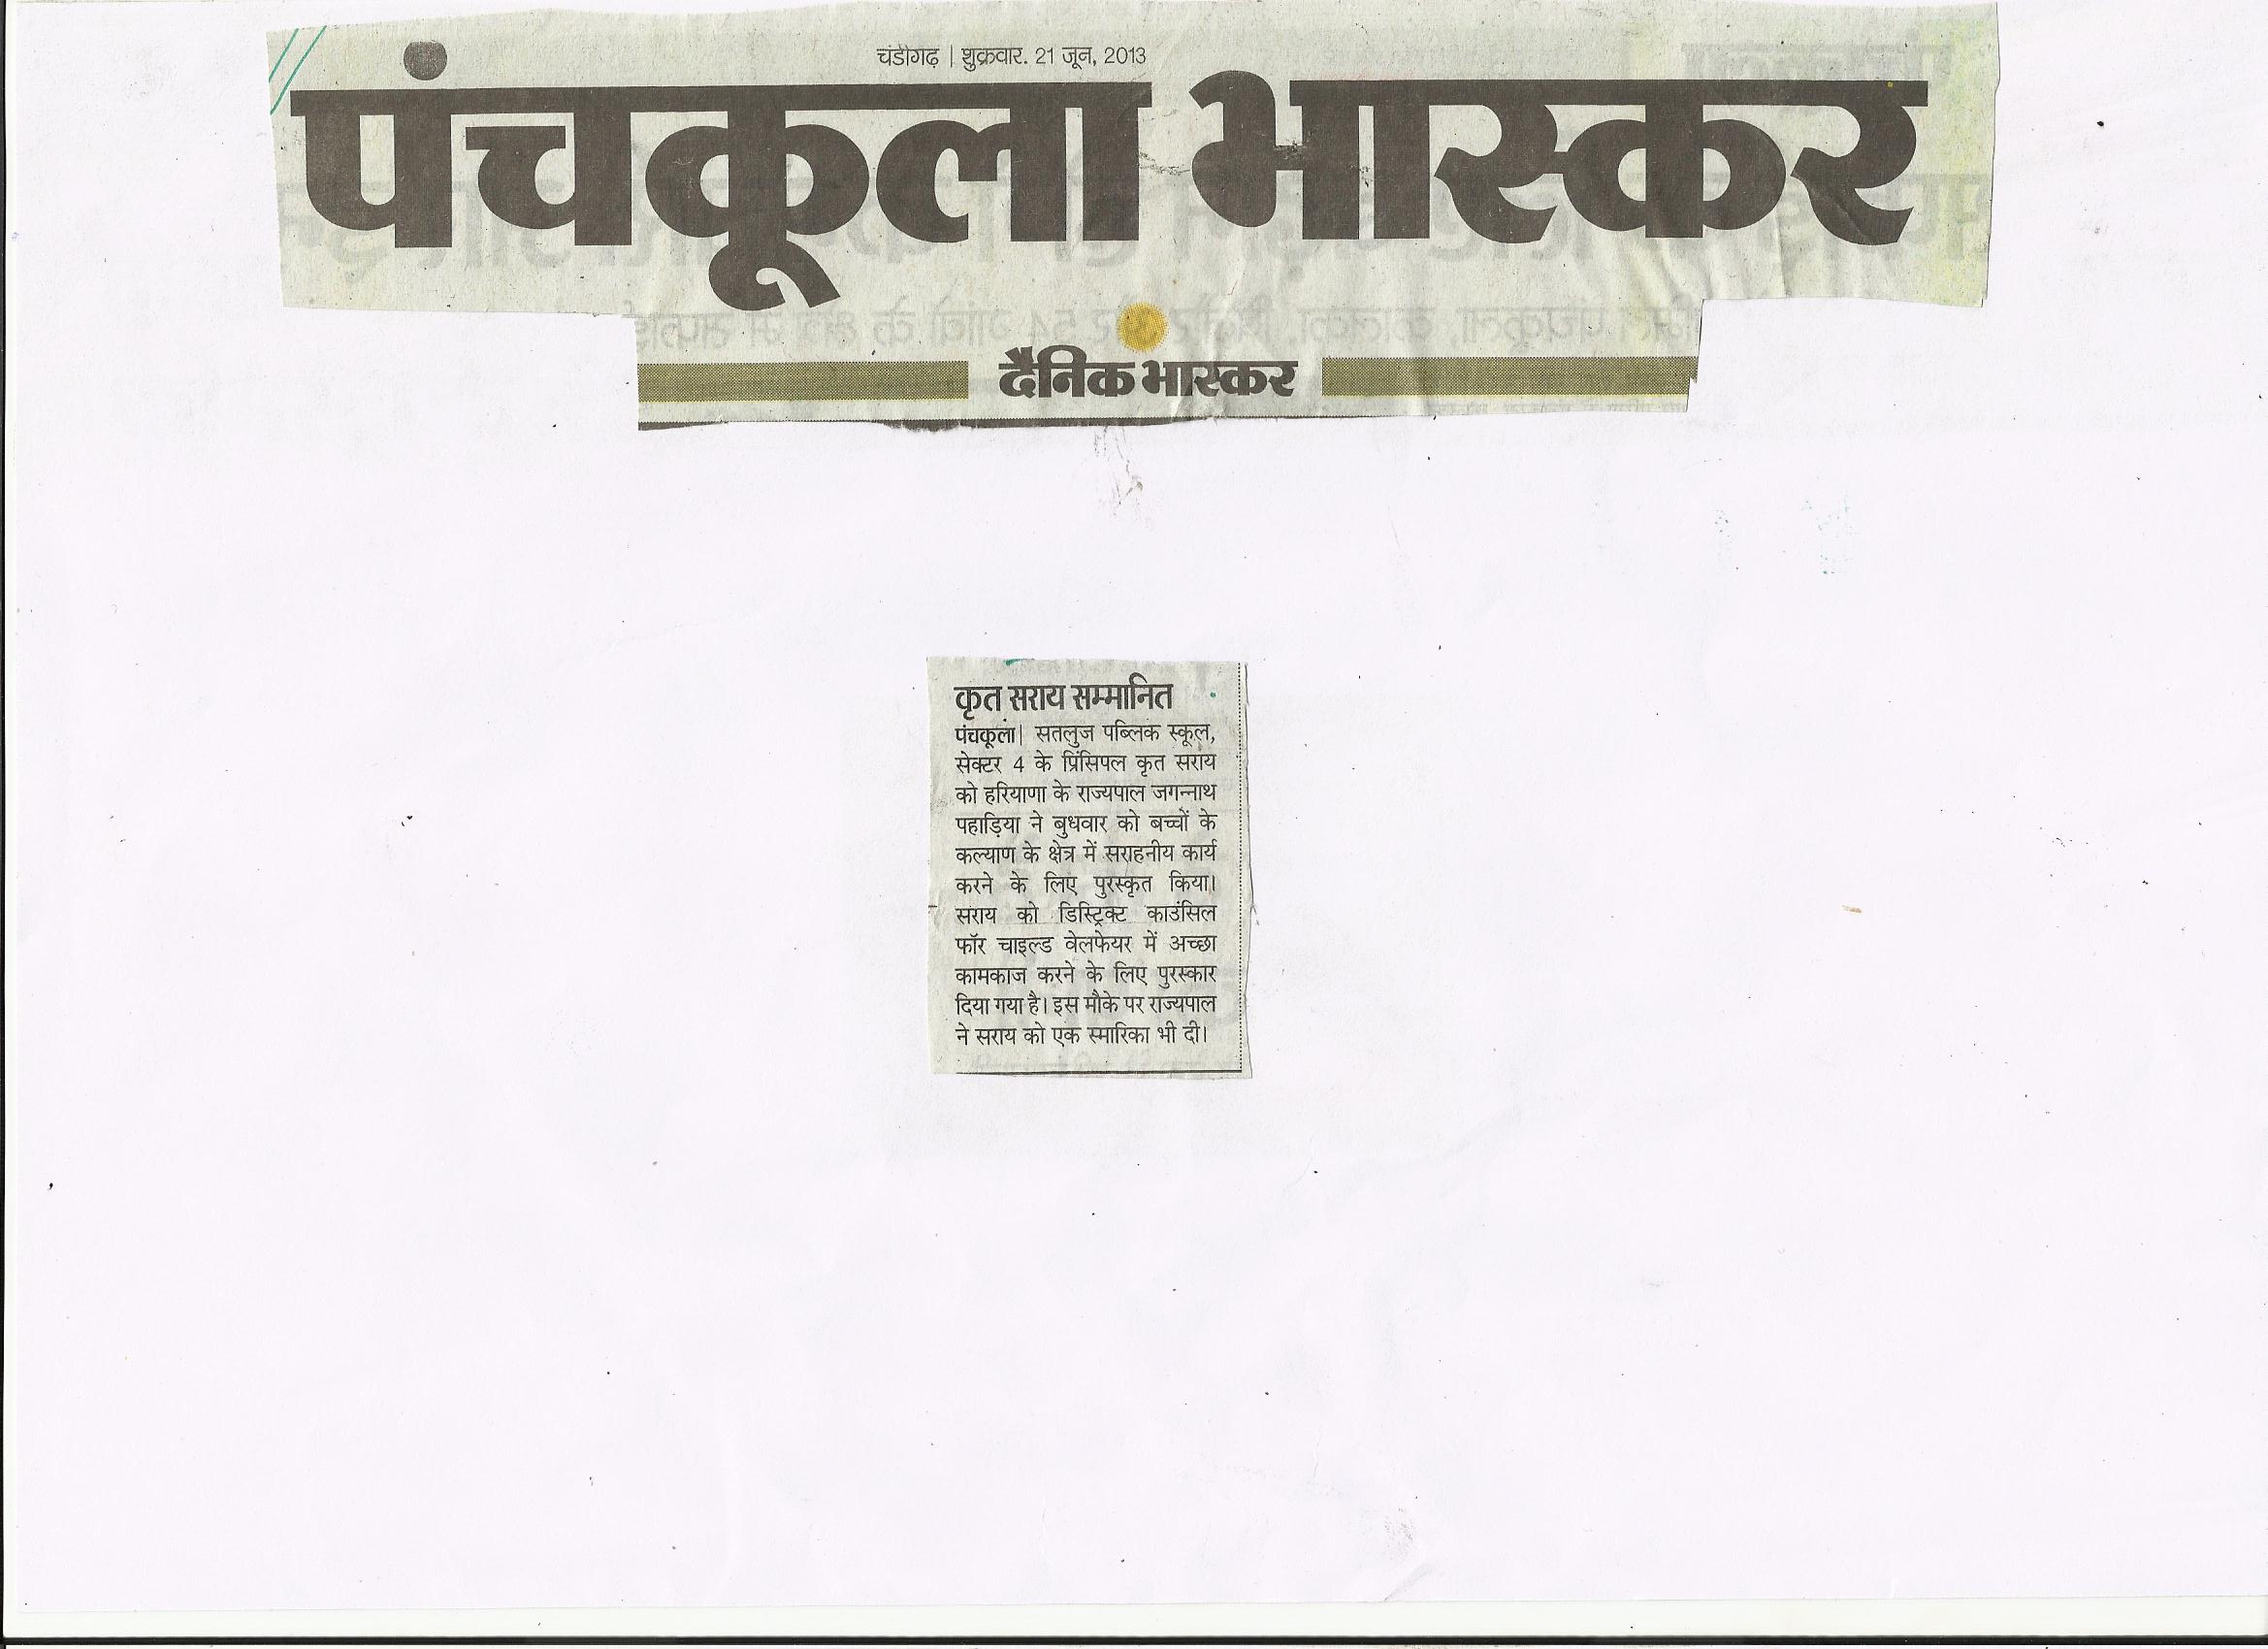 चंडीगढ़ | शुक्रवार. 21 जून, 2013
पंचकूला भास्कर
दैनिक भास्कर
कृत सराय सम्मानित
पंचकूला| सतलुज पब्लिक स्कूल,
सेक्टर 4 के प्रिंसिपल कृत सराय
को हरियाणा के राज्यपाल जगन्नाथ
पहाड़िया ने बुधवार को बच्चों के
कल्याण के क्षेत्र में सराहनीय कार्य
करने के लिए पुरस्कृत किया।
सराय को डिस्ट्रिक्ट काउंसिल
फॉर चाइल्ड वेलफेयर में अच्छा
कामकाज करने के लिए पुरस्कार
दिया गया है। इस मौके पर राज्यपाल
ने सराय को एक स्मारिका भी दी।